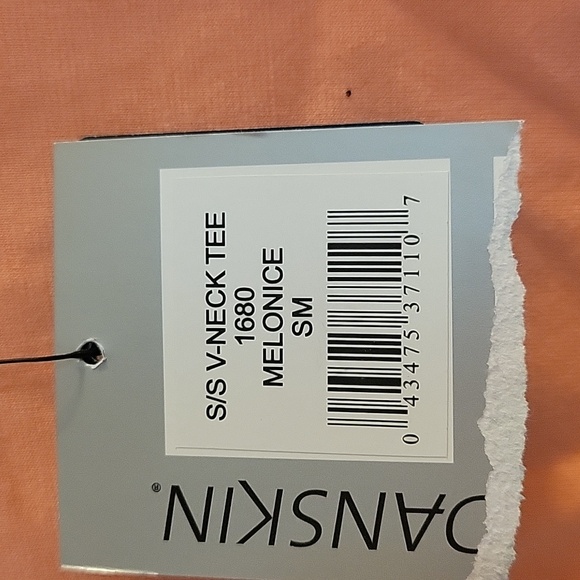 S/S V-NECK TEE
1680
MELONICE
SM
0 43475 37110 7
DANSKIN®